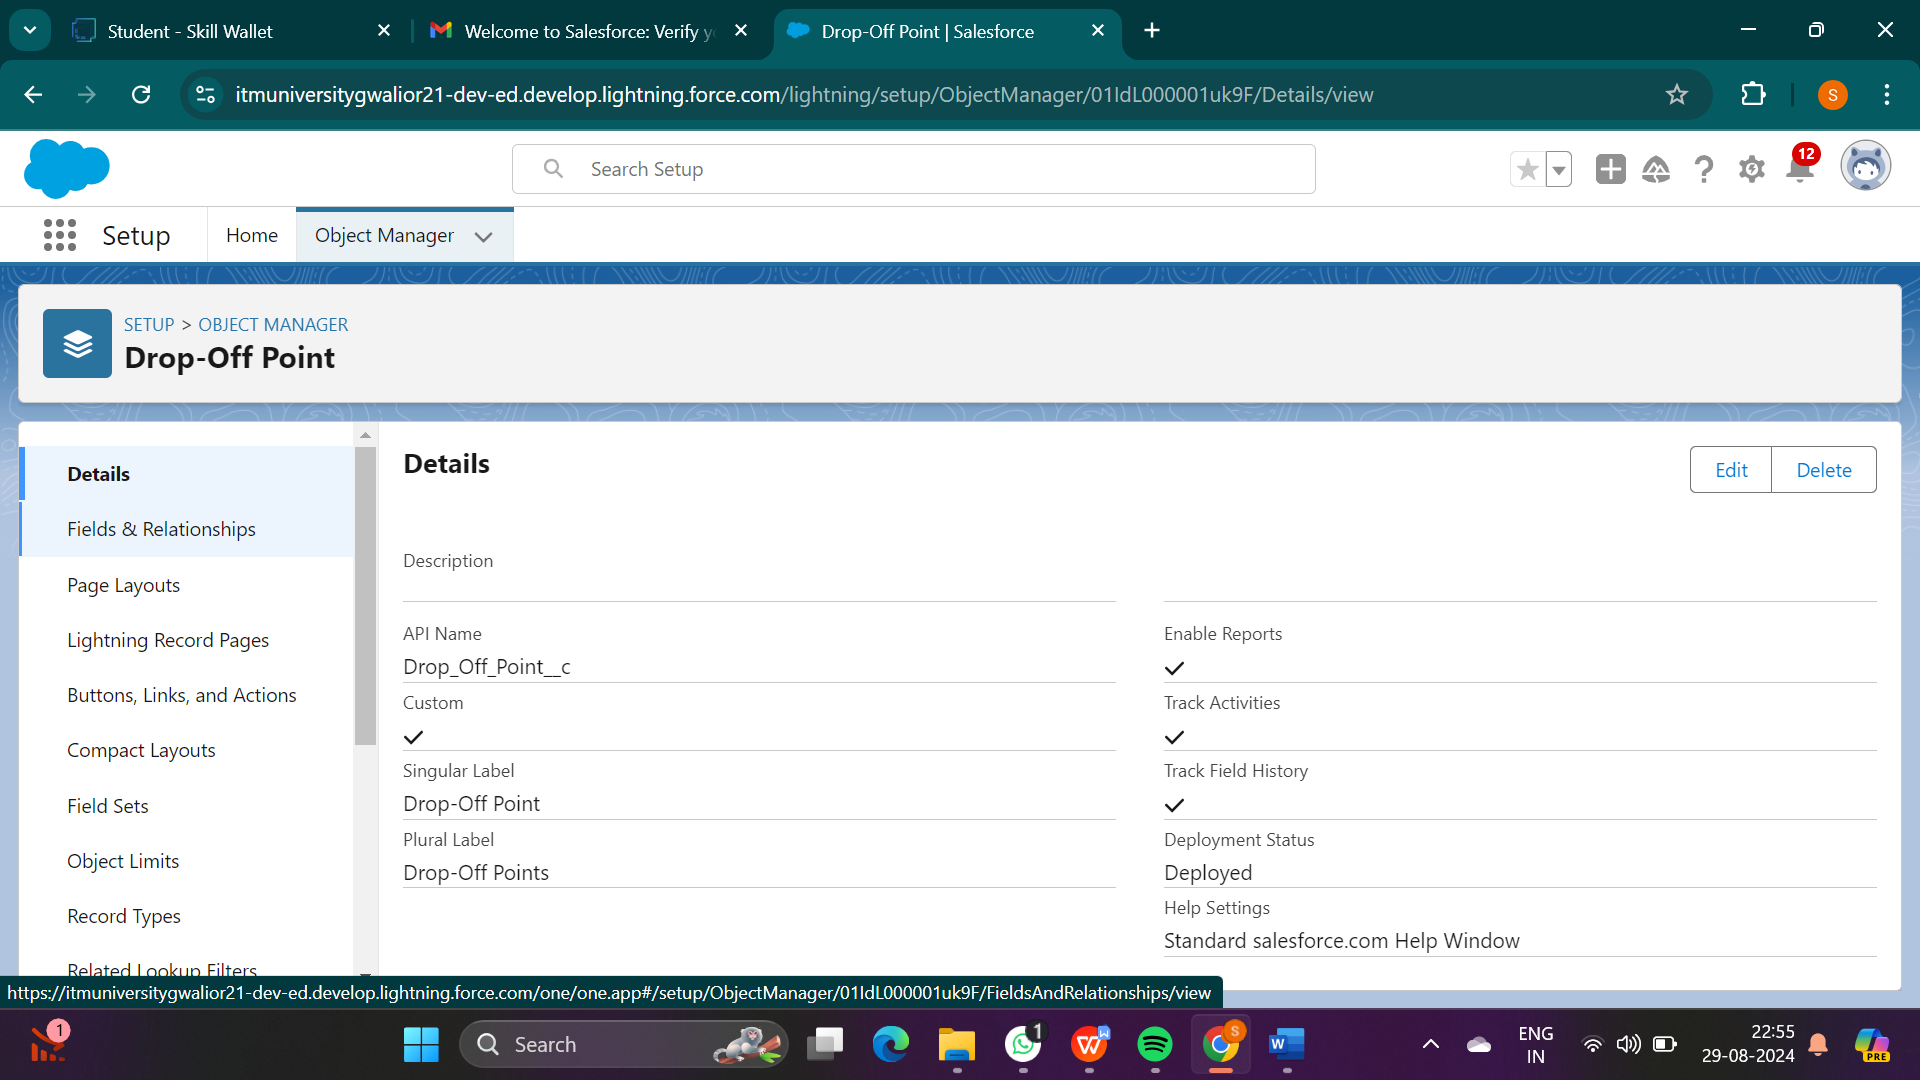 Student - Skill Wallet
Welcome to Salesforce: Verify yo
Drop-Off Point | Salesforce
itmuniversitygwalior21-dev-ed.develop.lightning.force.com/lightning/setup/ObjectManager/01IdL000001uk9F/Details/view
S
Search Setup
12
Setup
Home
Object Manager
SETUP > OBJECT MANAGER
Drop-Off Point
Details
Fields & Relationships
Page Layouts
Lightning Record Pages
Buttons, Links, and Actions
Compact Layouts
Field Sets
Object Limits
Record Types
Related Lookup Filters
Details
Edit
Delete
Description
API Name
Drop_Off_Point__c
Custom
Singular Label
Drop-Off Point
Plural Label
Drop-Off Points
Enable Reports
Track Activities
Track Field History
Deployment Status
Deployed
Help Settings
Standard salesforce.com Help Window
https://itmuniversitygwalior21-dev-ed.develop.lightning.force.com/one/one.app#/setup/ObjectManager/01IdL000001uk9F/FieldsAndRelationships/view
1
Search
1
W
W
S
W
ENG
IN
22:55
29-08-2024
PRE